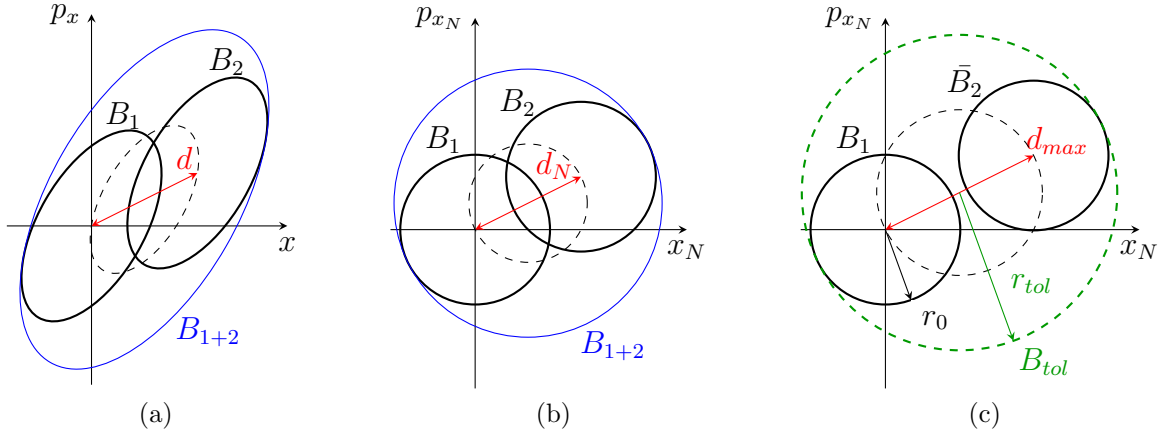 p_x
B_1
B_2
d
x
B_{1+2}
(a)
p_{x_N}
B_1
B_2
d_N
x_N
B_{1+2}
(b)
p_{x_N}
B_1
\bar{B}_2
d_{max}
x_N
r_{tol}
r_0
B_{tol}
(c)